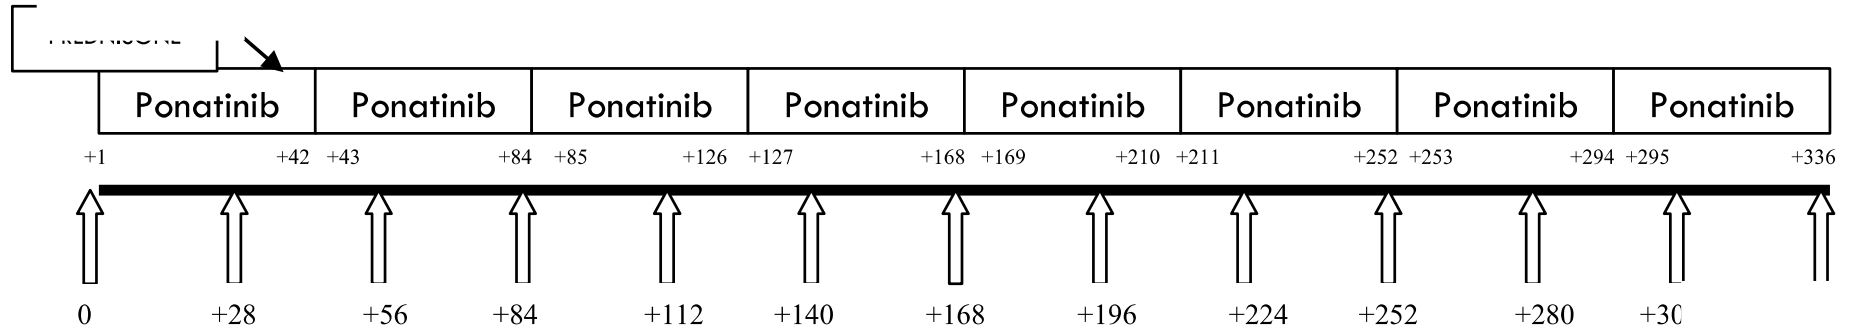 Ponatinib Ponatinib Ponatinib Ponatinib Ponatinib Ponatinib Ponatinib Ponatinib
+1 +42 +43 +84 +85 +126 +127 +168 +169 +210 +211 +252 +253 +294 +295 +336
0 +28 +56 +84 +112 +140 +168 +196 +224 +252 +280 +30